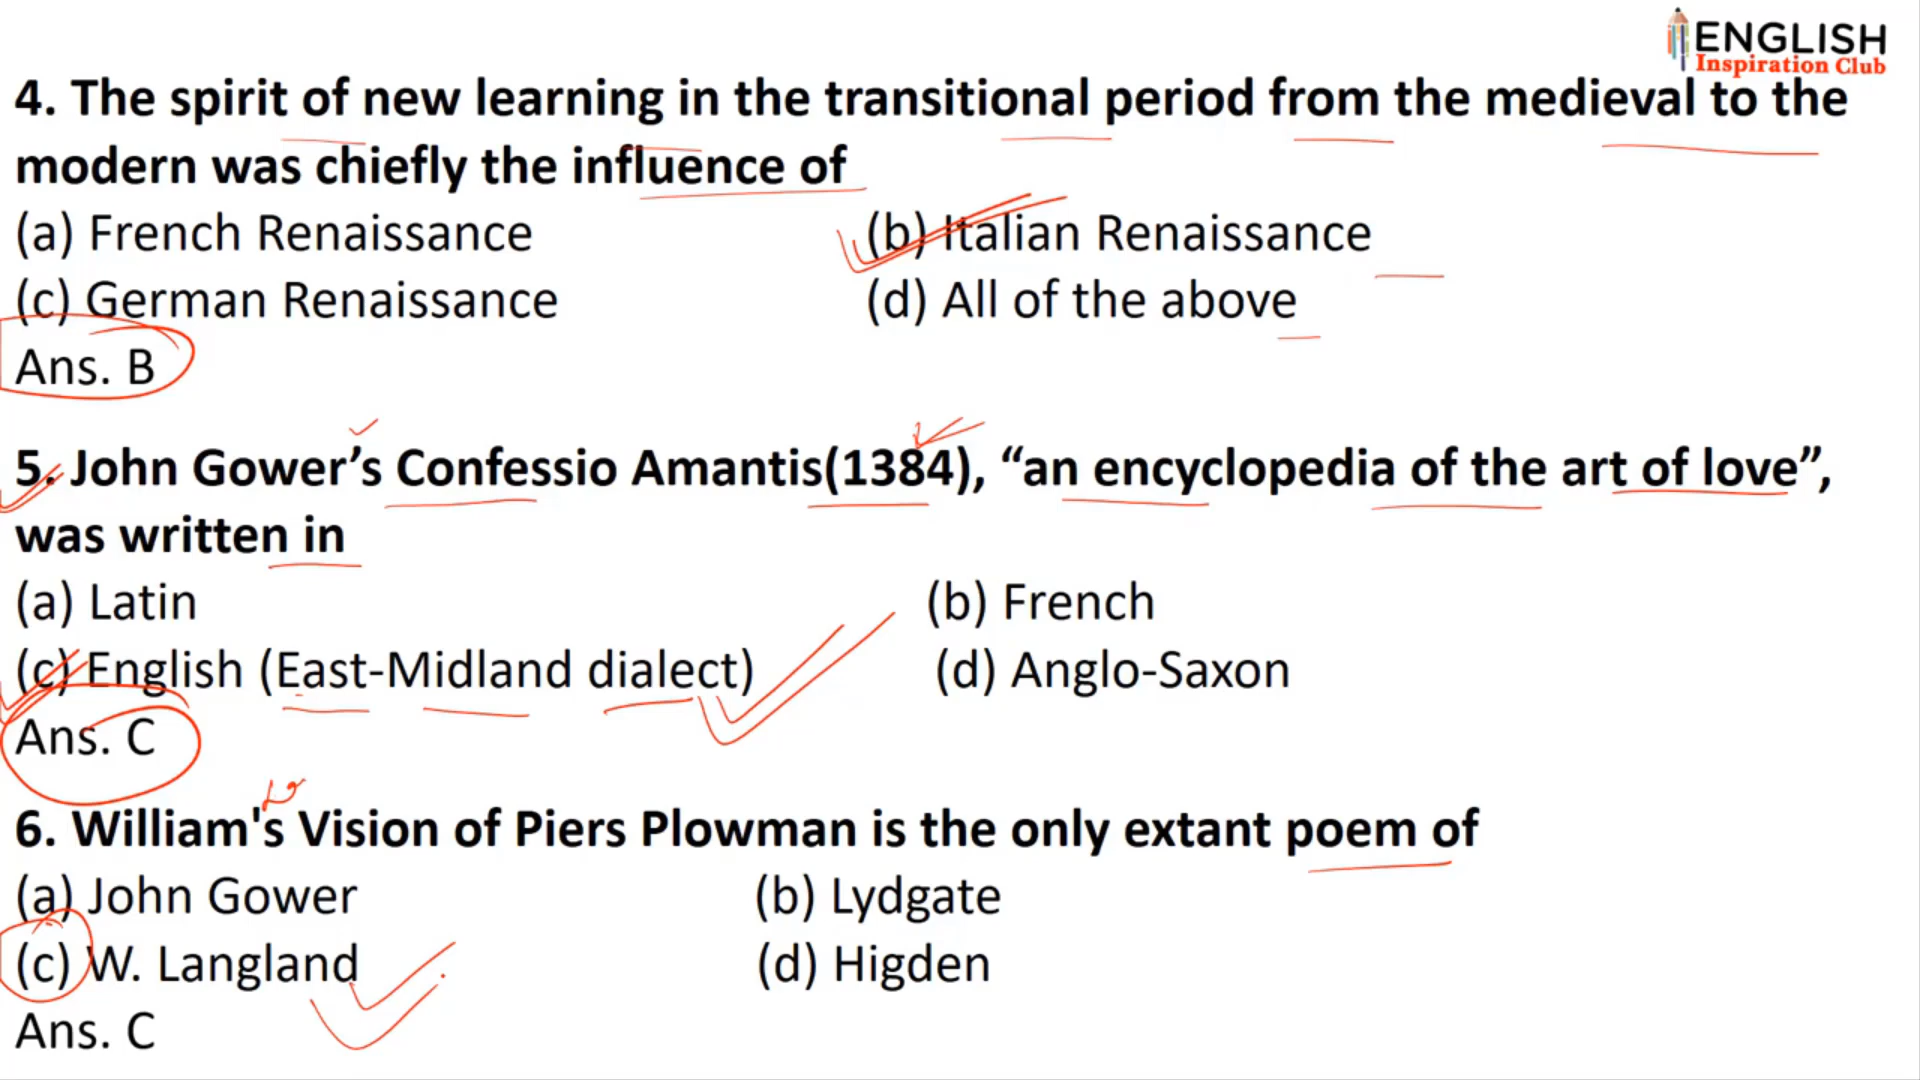 ENGLISH
Inspiration Club
4. The spirit of new learning in the transitional period from the medieval to the
modern was chiefly the influence of
(a) French Renaissance (b) Italian Renaissance
(c) German Renaissance (d) All of the above
Ans. B
5. John Gower’s Confessio Amantis(1384), “an encyclopedia of the art of love”,
was written in
(a) Latin (b) French
(c) English (East-Midland dialect) (d) Anglo-Saxon
Ans. C
6. William's Vision of Piers Plowman is the only extant poem of
(a) John Gower (b) Lydgate
(c) W. Langland (d) Higden
Ans. C